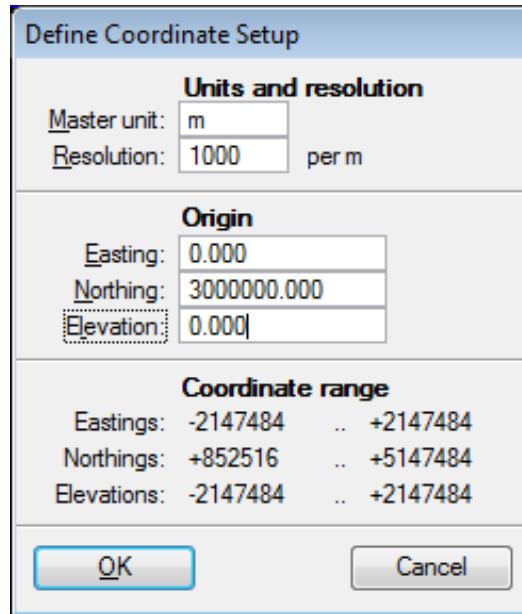 Define Coordinate Setup
Units and resolution
Master unit: m
Resolution: 1000 per m
Origin
Easting: 0.000
Northing: 3000000.000
Elevation: 0.000
Coordinate range
Eastings: -2147484 .. +2147484
Northings: +852516 .. +5147484
Elevations: -2147484 .. +2147484
OK Cancel